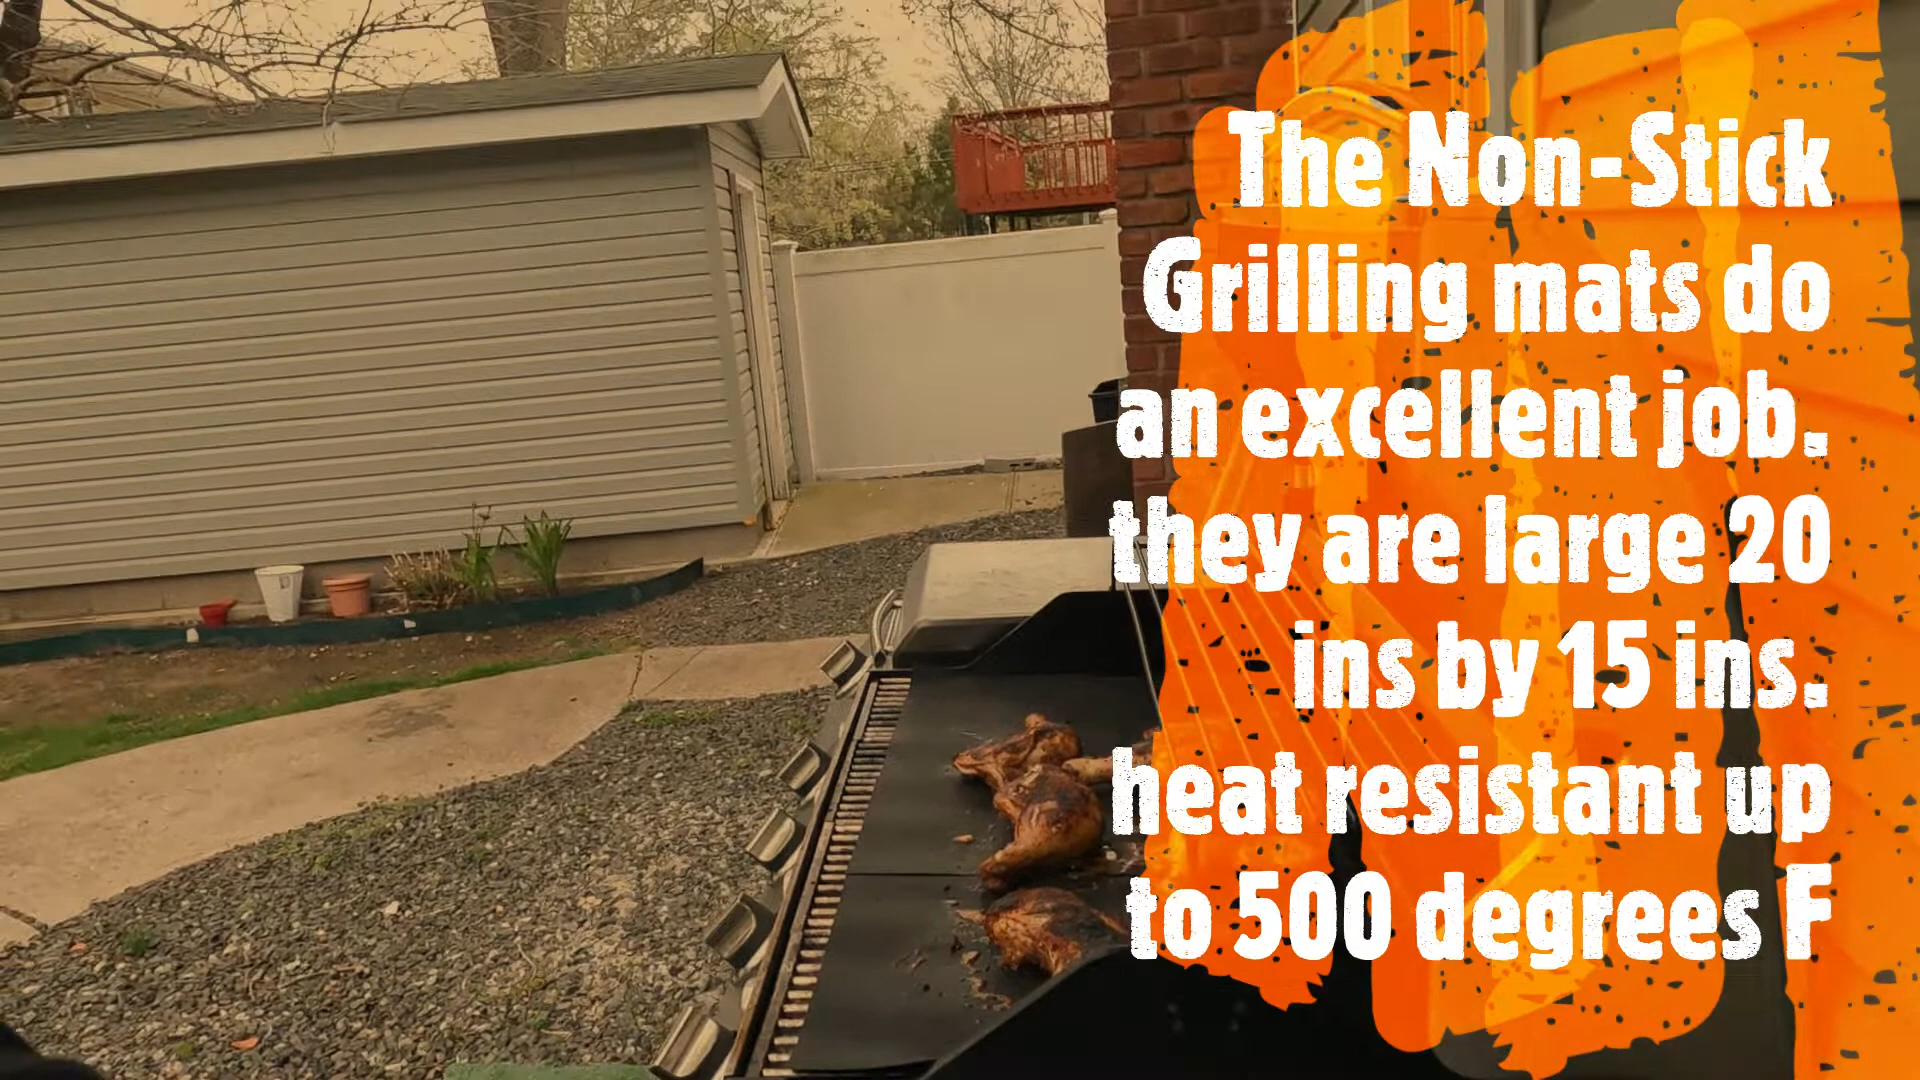 The Non-Stick
Grilling mats do
an excellent job.
they are large 20
ins by 15 ins.
heat resistant up
to 500 degrees F